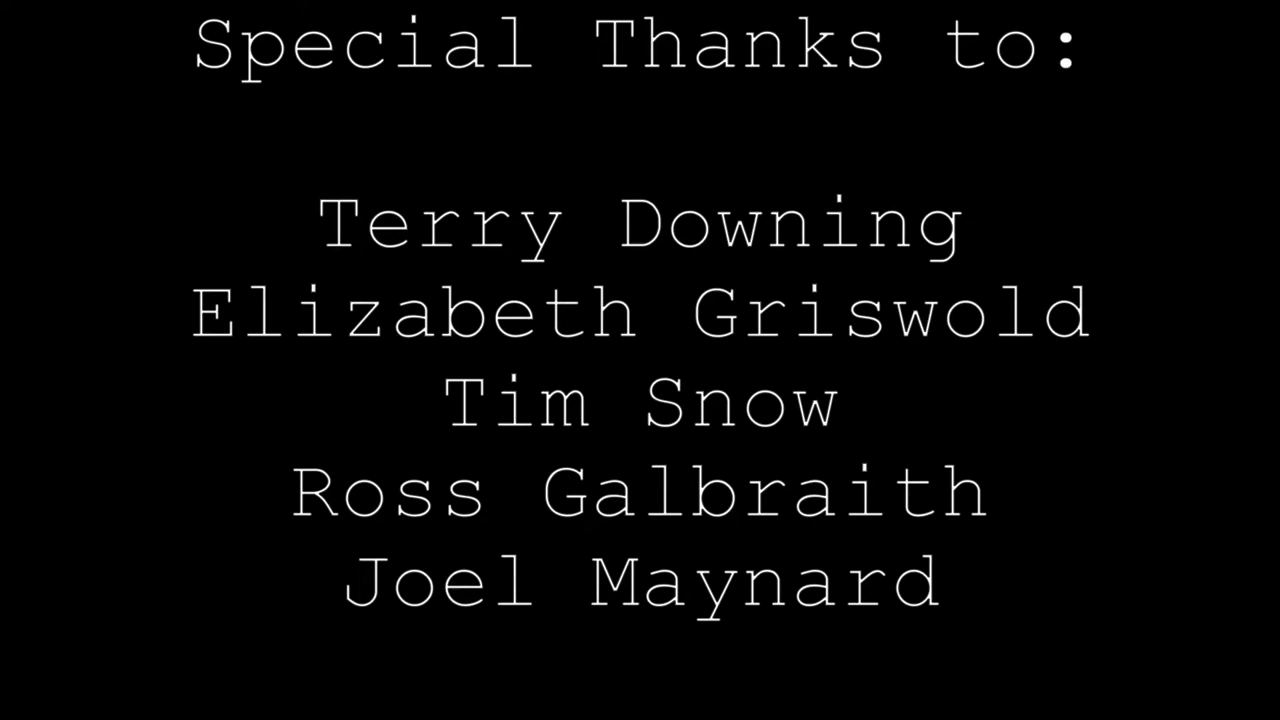 Special Thanks to:
Terry Downing
Elizabeth Griswold
Tim Snow
Ross Galbraith
Joel Maynard